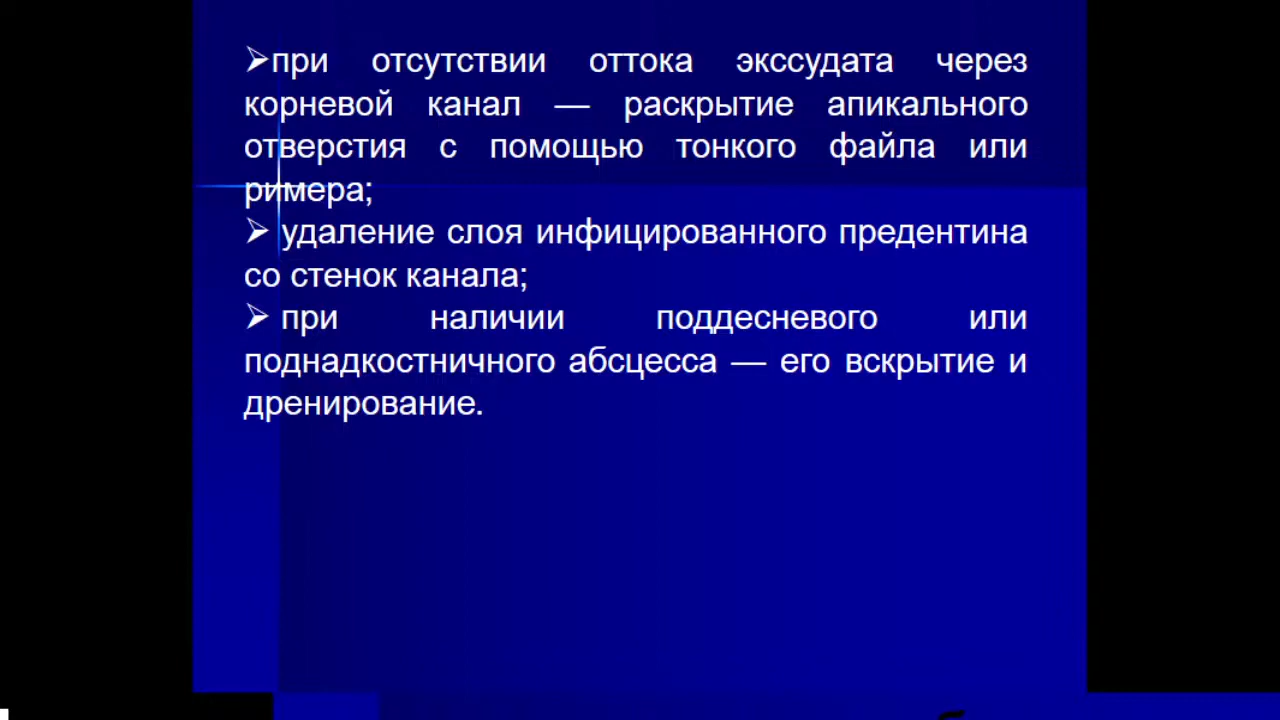 ➢при отсутствии оттока экссудата через
корневой канал — раскрытие апикального
отверстия с помощью тонкого файла или
римера;
➢ удаление слоя инфицированного предентина
со стенок канала;
➢ при наличии поддесневого или
поднадкостничного абсцесса — его вскрытие и
дренирование.